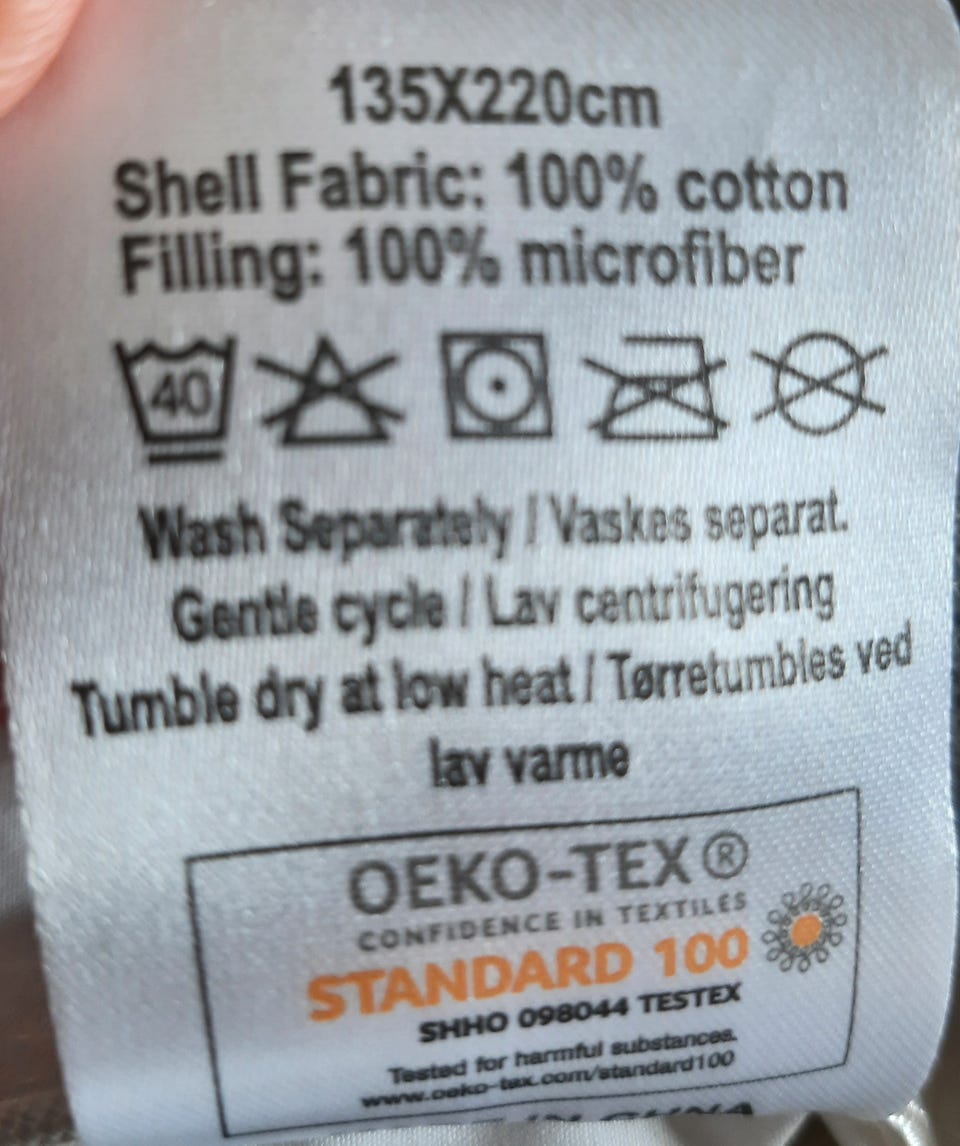 135X220cm
Shell Fabric: 100% cotton
Filling: 100% microfiber
40
Wash Separately / Vaskes separat.
Gentle cycle / Lav centrifugering
Tumble dry at low heat / Tørretumbles ved
lav varme
OEKO-TEX®
CONFIDENCE IN TEXTILES
STANDARD 100
SHHO 098044 TESTEX
Tested for harmful substances.
www.oeko-tex.com/standard100